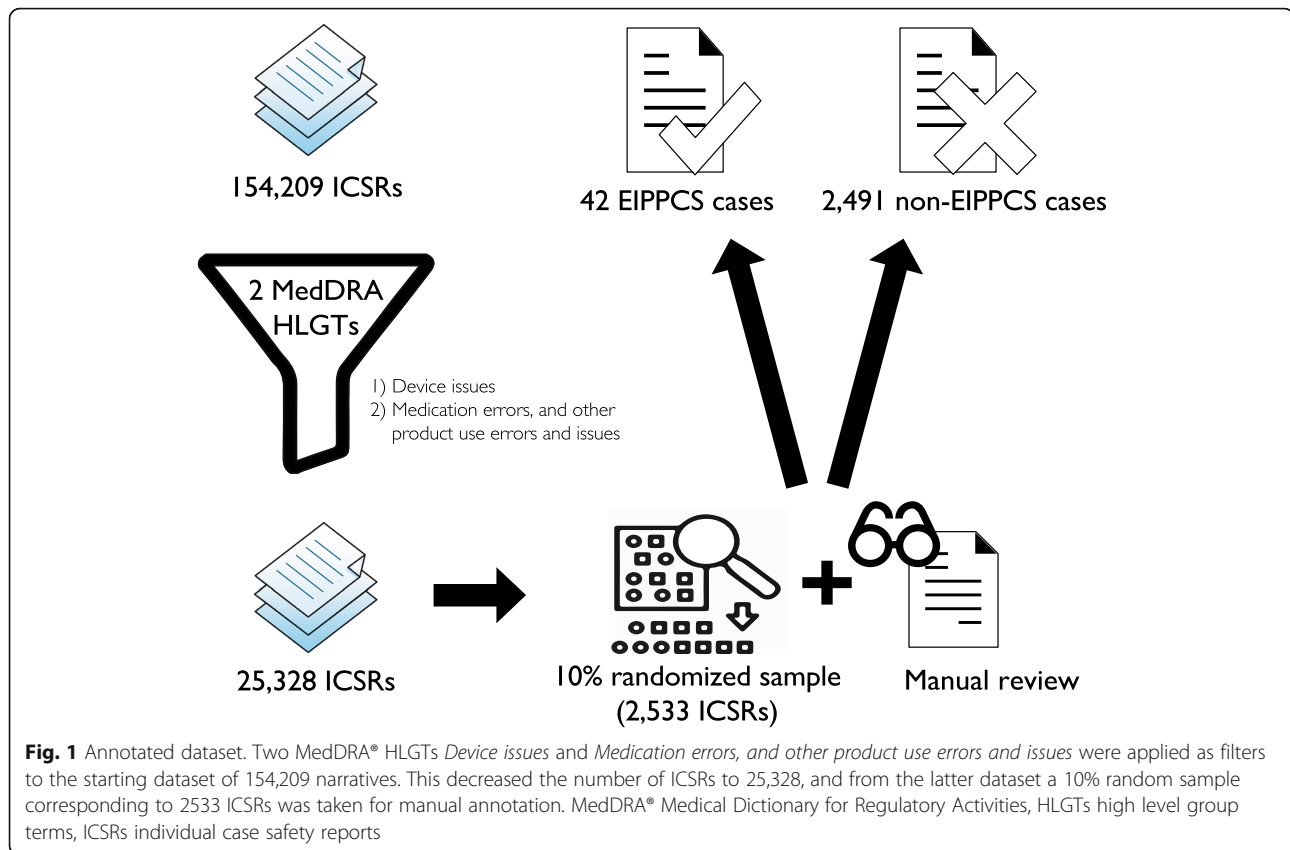 154,209 ICSRs
42 EIPPCS cases
2,491 non-EIPPCS cases
2 MedDRA
HLGTs
1) Device issues
2) Medication errors, and other
product use errors and issues
25,328 ICSRs
10% randomized sample
(2,533 ICSRs)
Manual review
Fig. 1 Annotated dataset. Two MedDRA® HLGTs Device issues and Medication errors, and other product use errors and issues were applied as filters
to the starting dataset of 154,209 narratives. This decreased the number of ICSRs to 25,328, and from the latter dataset a 10% random sample
corresponding to 2533 ICSRs was taken for manual annotation. MedDRA® Medical Dictionary for Regulatory Activities, HLGTs high level group
terms, ICSRs individual case safety reports